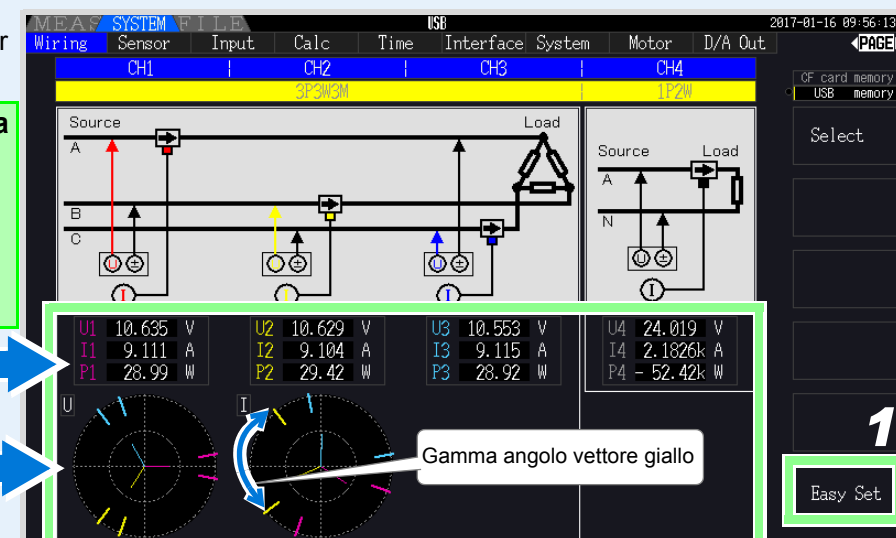 MEAS SYSTEM FILE USB 2017-01-16 09:56:13
Wiring Sensor Input Calc Time Interface System Motor D/A Out PAGE
r
CH1 CH2 CH3 CH4
3P3W3M 1P2W
CF card memory
USB memory
a
Source Load
A
B
C
U ± U ± U ±
I I I
Source Load
A
N
U ±
I
Select
U1 10.635 V U2 10.629 V U3 10.553 V U4 24.019 V
I1 9.111 A I2 9.104 A I3 9.115 A I4 2.1826k A
P1 28.99 W P2 29.42 W P3 28.92 W P4 - 52.42k W
U I
Gamma angolo vettore giallo
1
Easy Set